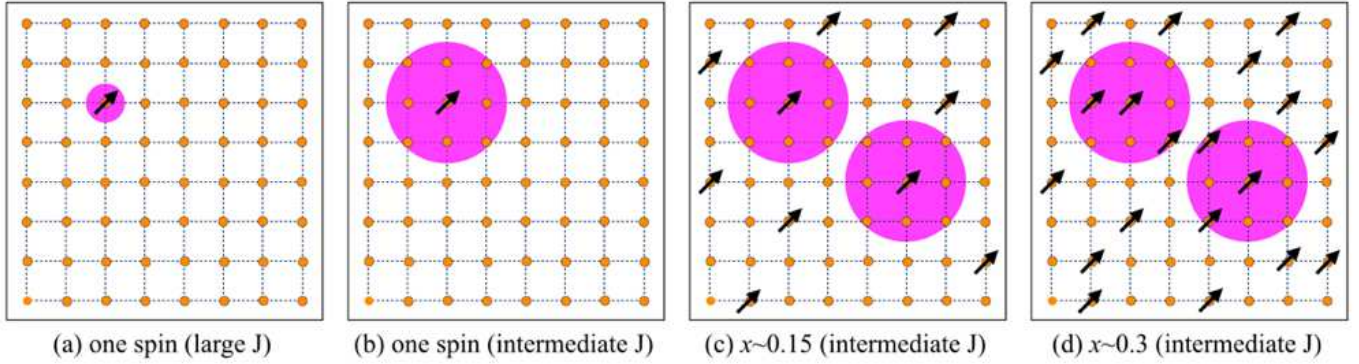 (a) one spin (large J)
(b) one spin (intermediate J)
(c) x~0.15 (intermediate J)
(d) x~0.3 (intermediate J)